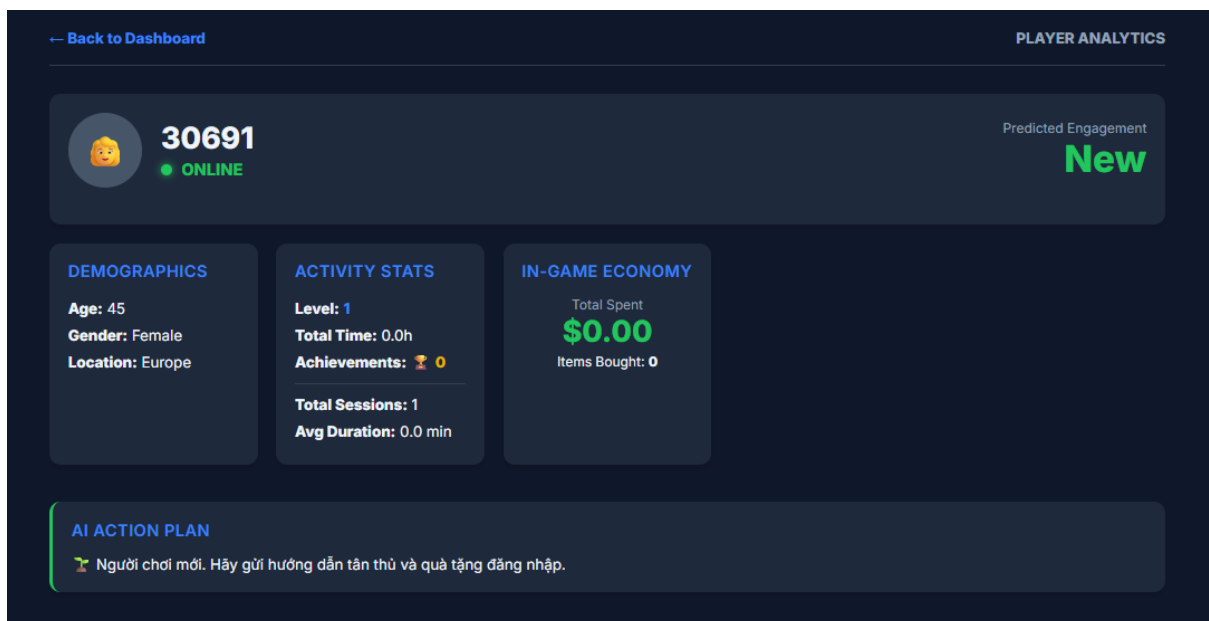 ← Back to Dashboard
PLAYER ANALYTICS
30691
ONLINE
Predicted Engagement
New
DEMOGRAPHICS
Age: 45
Gender: Female
Location: Europe
ACTIVITY STATS
Level: 1
Total Time: 0.0h
Achievements: 🏆 0
Total Sessions: 1
Avg Duration: 0.0 min
IN-GAME ECONOMY
Total Spent
$0.00
Items Bought: 0
AI ACTION PLAN
🌱 Người chơi mới. Hãy gửi hướng dẫn tân thủ và quà tặng đăng nhập.